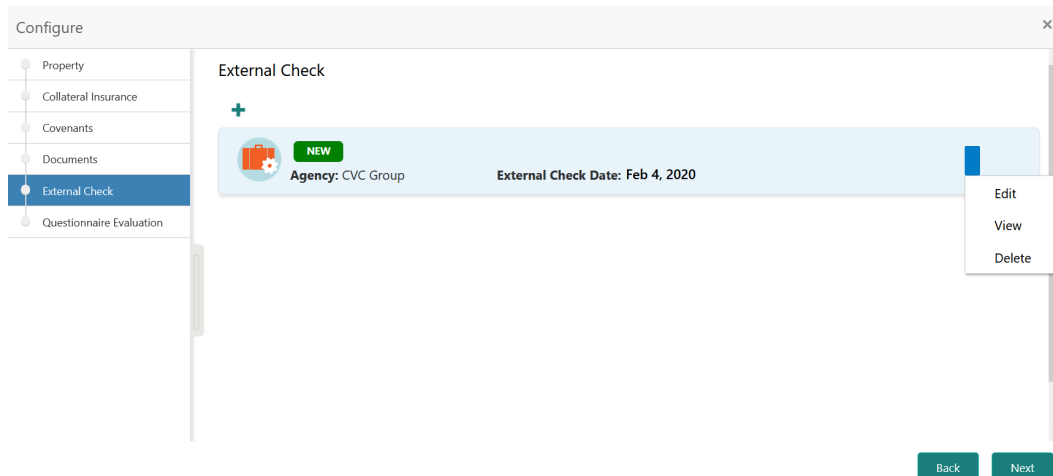 Configure
×
Property
Collateral Insurance
Covenants
Documents
External Check
Questionnaire Evaluation
External Check
+
NEW
Agency: CVC Group External Check Date: Feb 4, 2020
Edit
View
Delete
Back Next